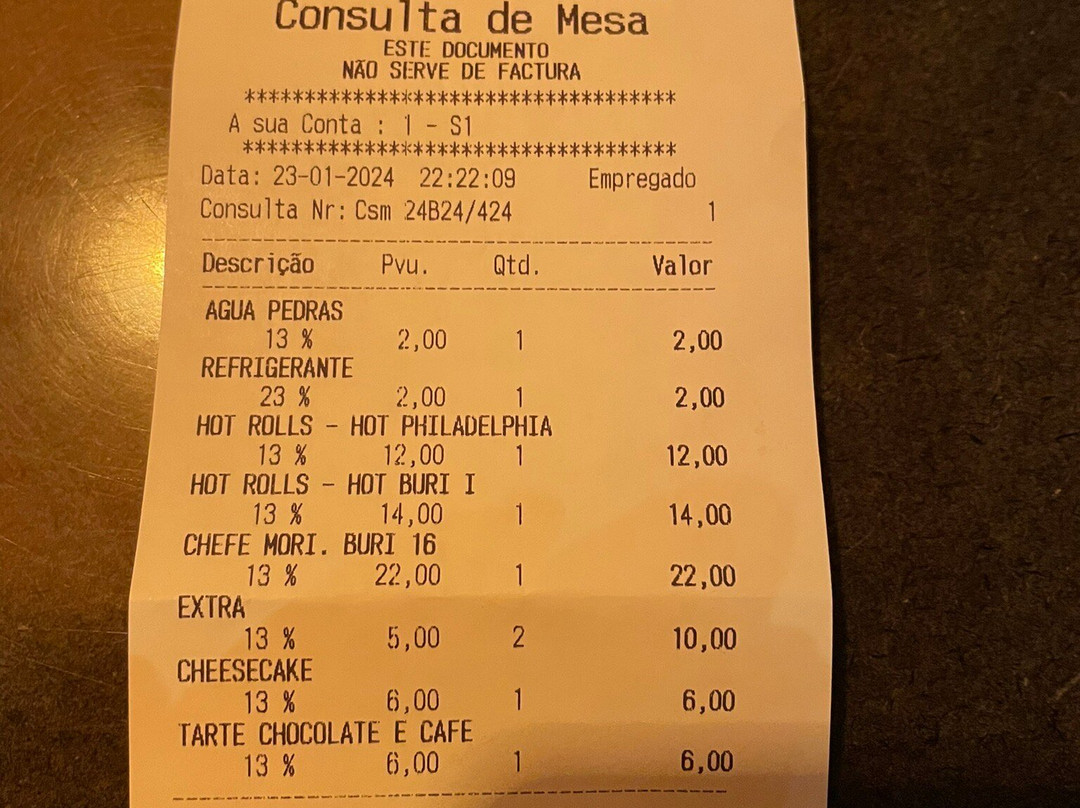 Consulta de Mesa
ESTE DOCUMENTO
NÃO SERVE DE FACTURA
************************************
A sua Conta : 1 - S1
************************************
Data: 23-01-2024 22:22:09 Empregado
Consulta Nr: Csm 24B24/424 1
Descrição Pvu. Qtd. Valor
AGUA PEDRAS
13 % 2,00 1 2,00
REFRIGERANTE
23 % 2,00 1 2,00
HOT ROLLS - HOT PHILADELPHIA
13 % 12,00 1 12,00
HOT ROLLS - HOT BURI I
13 % 14,00 1 14,00
CHEFE MORI. BURI 16
13 % 22,00 1 22,00
EXTRA
13 % 5,00 2 10,00
CHEESECAKE
13 % 6,00 1 6,00
TARTE CHOCOLATE E CAFE
13 % 6,00 1 6,00